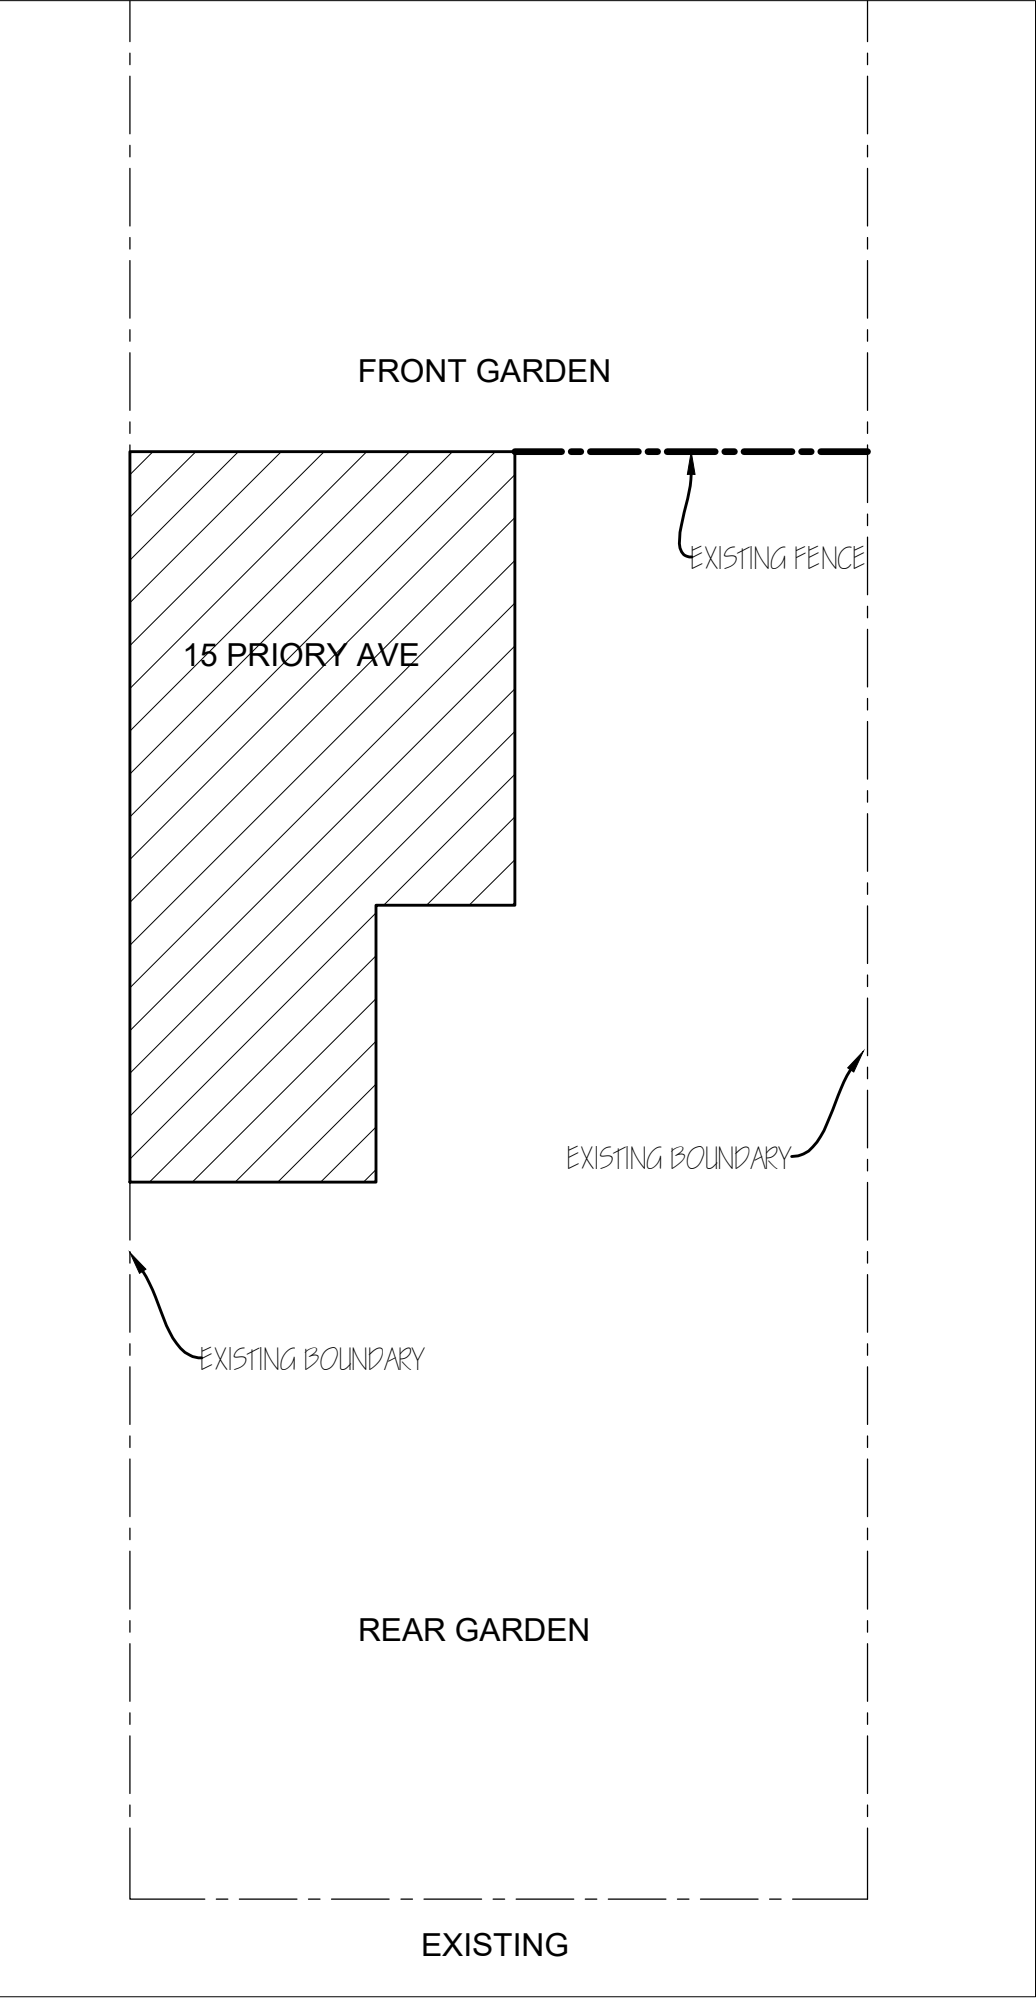 FRONT GARDEN
EXISTING FENCE
15 PRIORY AVE
EXISTING BOUNDARY
EXISTING BOUNDARY
REAR GARDEN
EXISTING